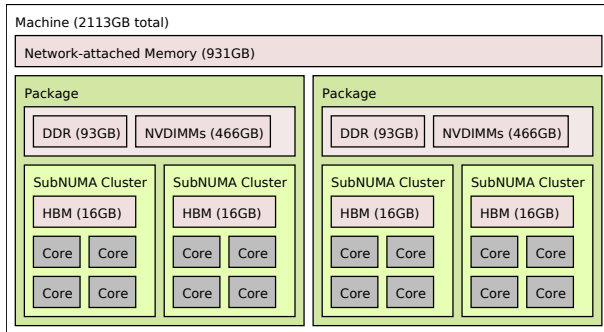 Machine (2113GB total)
Network-attached Memory (931GB)
Package
DDR (93GB) NVDIMMs (466GB)
SubNUMA Cluster SubNUMA Cluster
HBM (16GB) HBM (16GB)
Core Core Core Core
Core Core Core Core
Package
DDR (93GB) NVDIMMs (466GB)
SubNUMA Cluster SubNUMA Cluster
HBM (16GB) HBM (16GB)
Core Core Core Core
Core Core Core Core